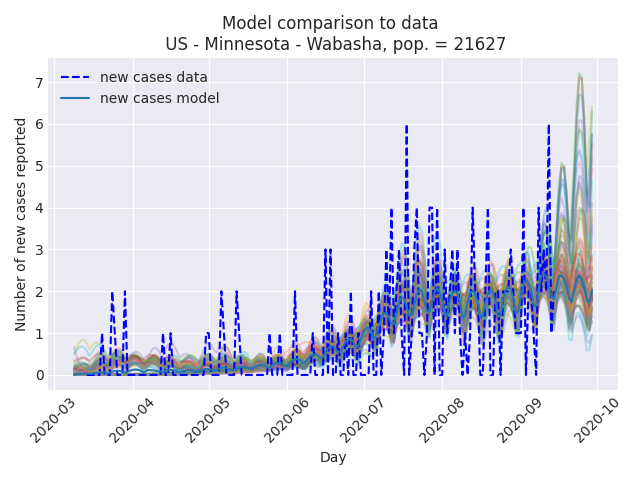 Model comparison to data
US - Minnesota - Wabasha, pop. = 21627
new cases data
new cases model
Number of new cases reported
7
6
5
4
3
2
1
0
2020-03
2020-04
2020-05
2020-06
2020-07
2020-08
2020-09
2020-10
Day